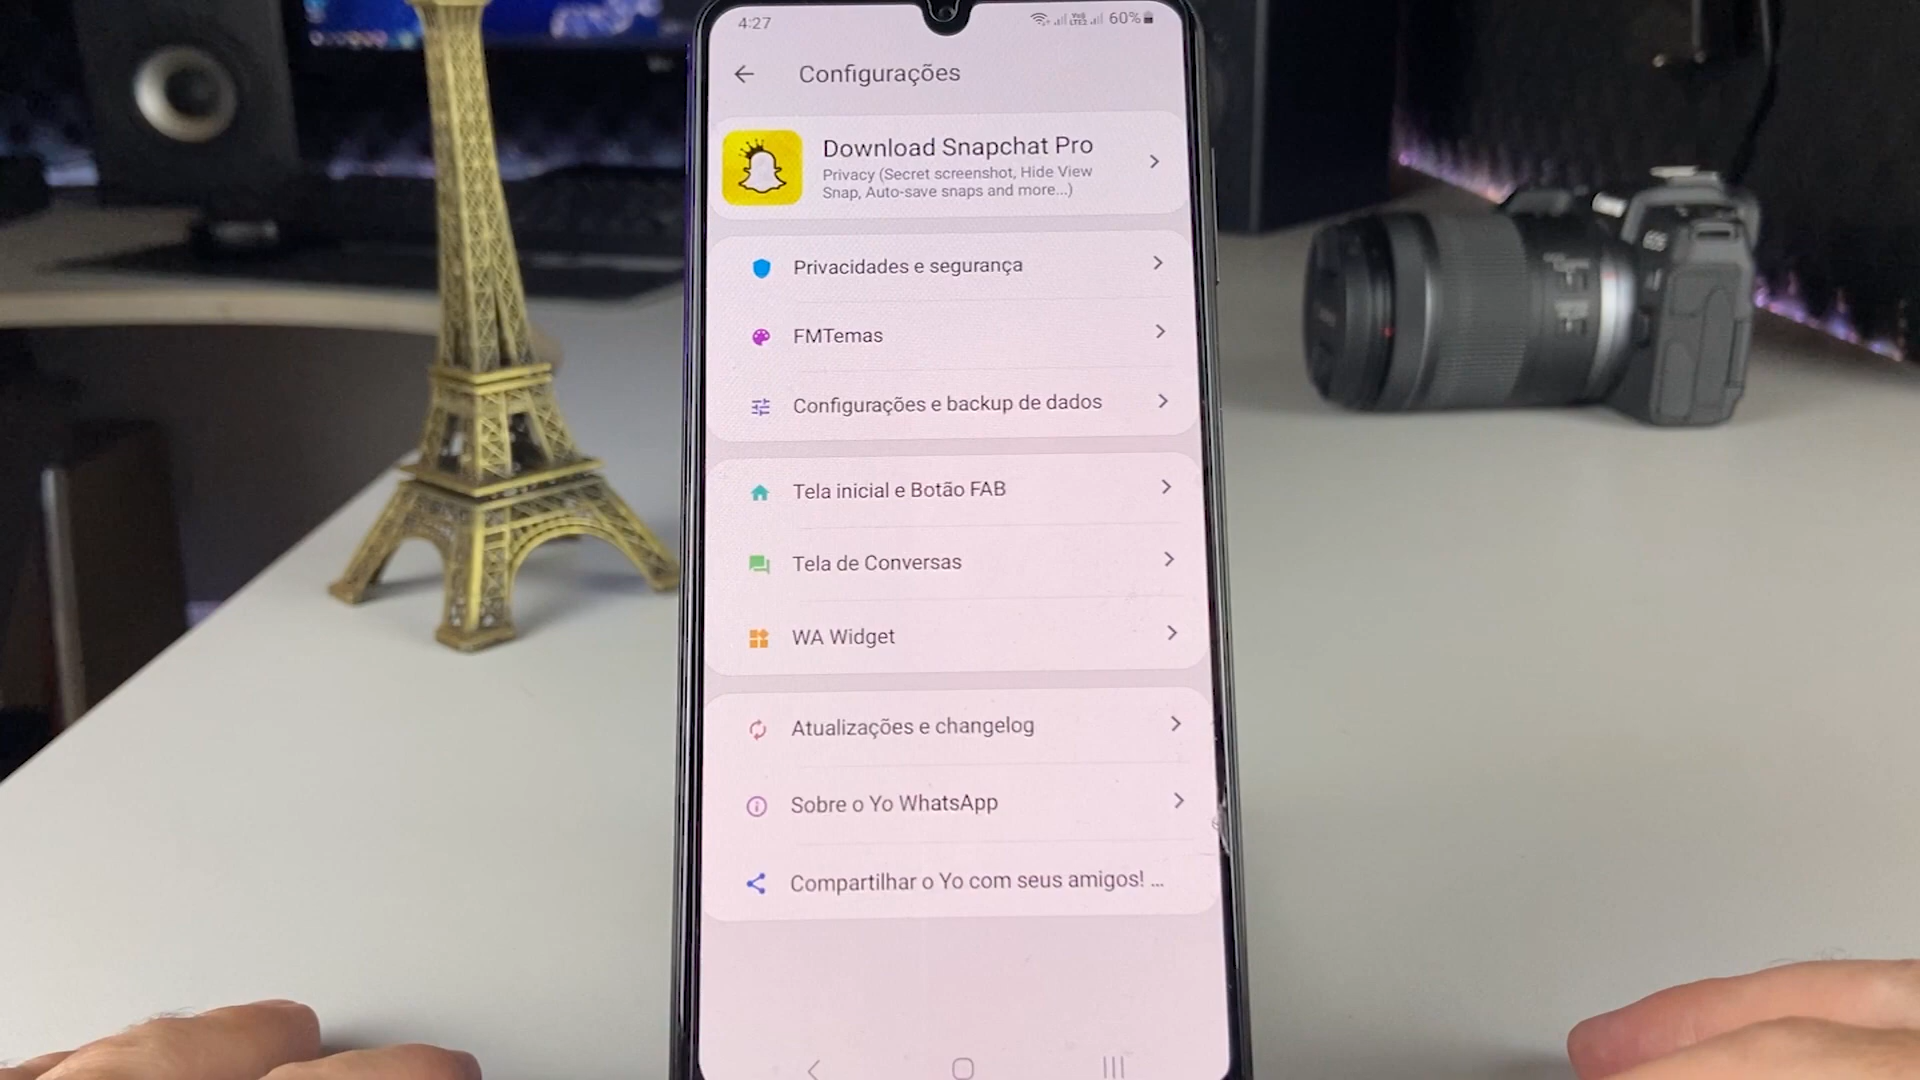 4:27
Vo)) LTE2 60%
Configurações
Download Snapchat Pro
Privacy (Secret screenshot, Hide View
Snap, Auto-save snaps and more...)
Privacidades e segurança
FMTemas
Configurações e backup de dados
Tela inicial e Botão FAB
Tela de Conversas
WA Widget
Atualizações e changelog
Sobre o Yo WhatsApp
Compartilhar o Yo com seus amigos! ...